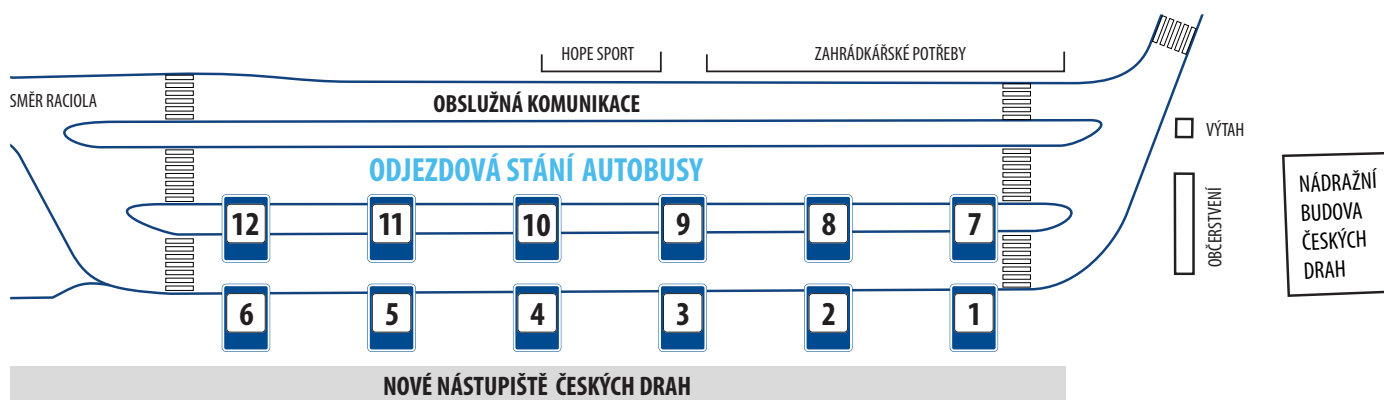 HOPE SPORT
ZAHRÁDKÁŘSKÉ POTŘEBY
SMĚR RACIOLA
OBSLUŽNÁ KOMUNIKACE
VÝTAH
ODJEZDOVÁ STÁNÍ AUTOBUSY
OBČERSTVENÍ
NÁDRAŽNÍ
BUDOVA
ČESKÝCH
DRAH
12 11 10 9 8 7
6 5 4 3 2 1
NOVÉ NÁSTUPIŠTĚ ČESKÝCH DRAH